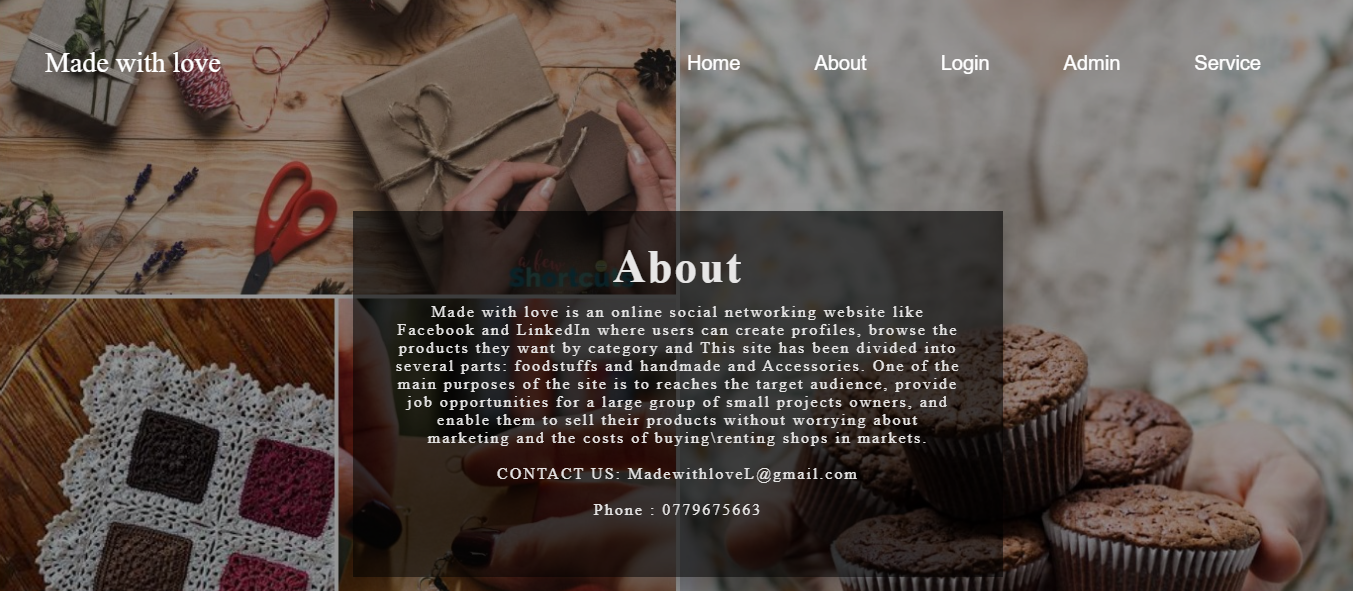 Made with love
Home About Login Admin Service
a few
Shortcu
About
Made with love is an online social networking website like
Facebook and LinkedIn where users can create profiles, browse the
products they want by category and This site has been divided into
several parts: foodstuffs and handmade and Accessories. One of the
main purposes of the site is to reaches the target audience, provide
job opportunities for a large group of small projects owners, and
enable them to sell their products without worrying about
marketing and the costs of buying\renting shops in markets.
CONTACT US: MadewithloveL@gmail.com
Phone : 0779675663